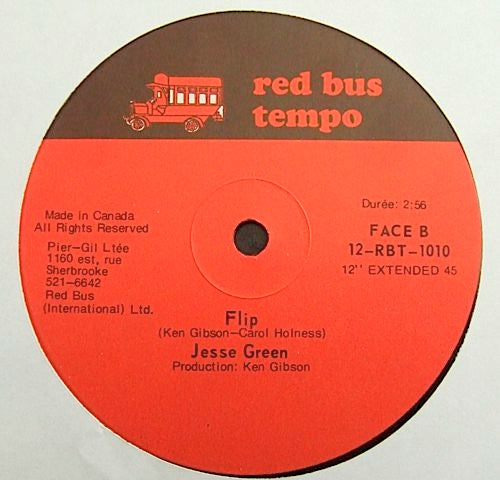 red bus
tempo
Made in Canada
All Rights Reserved
Pier-Gil Ltée
1160 est, rue
Sherbrooke
521-6642
Red Bus
(International) Ltd.
Durée: 2:56
FACE B
12-RBT-1010
12'' EXTENDED 45
Flip
(Ken Gibson-Carol Holness)
Jesse Green
Production: Ken Gibson